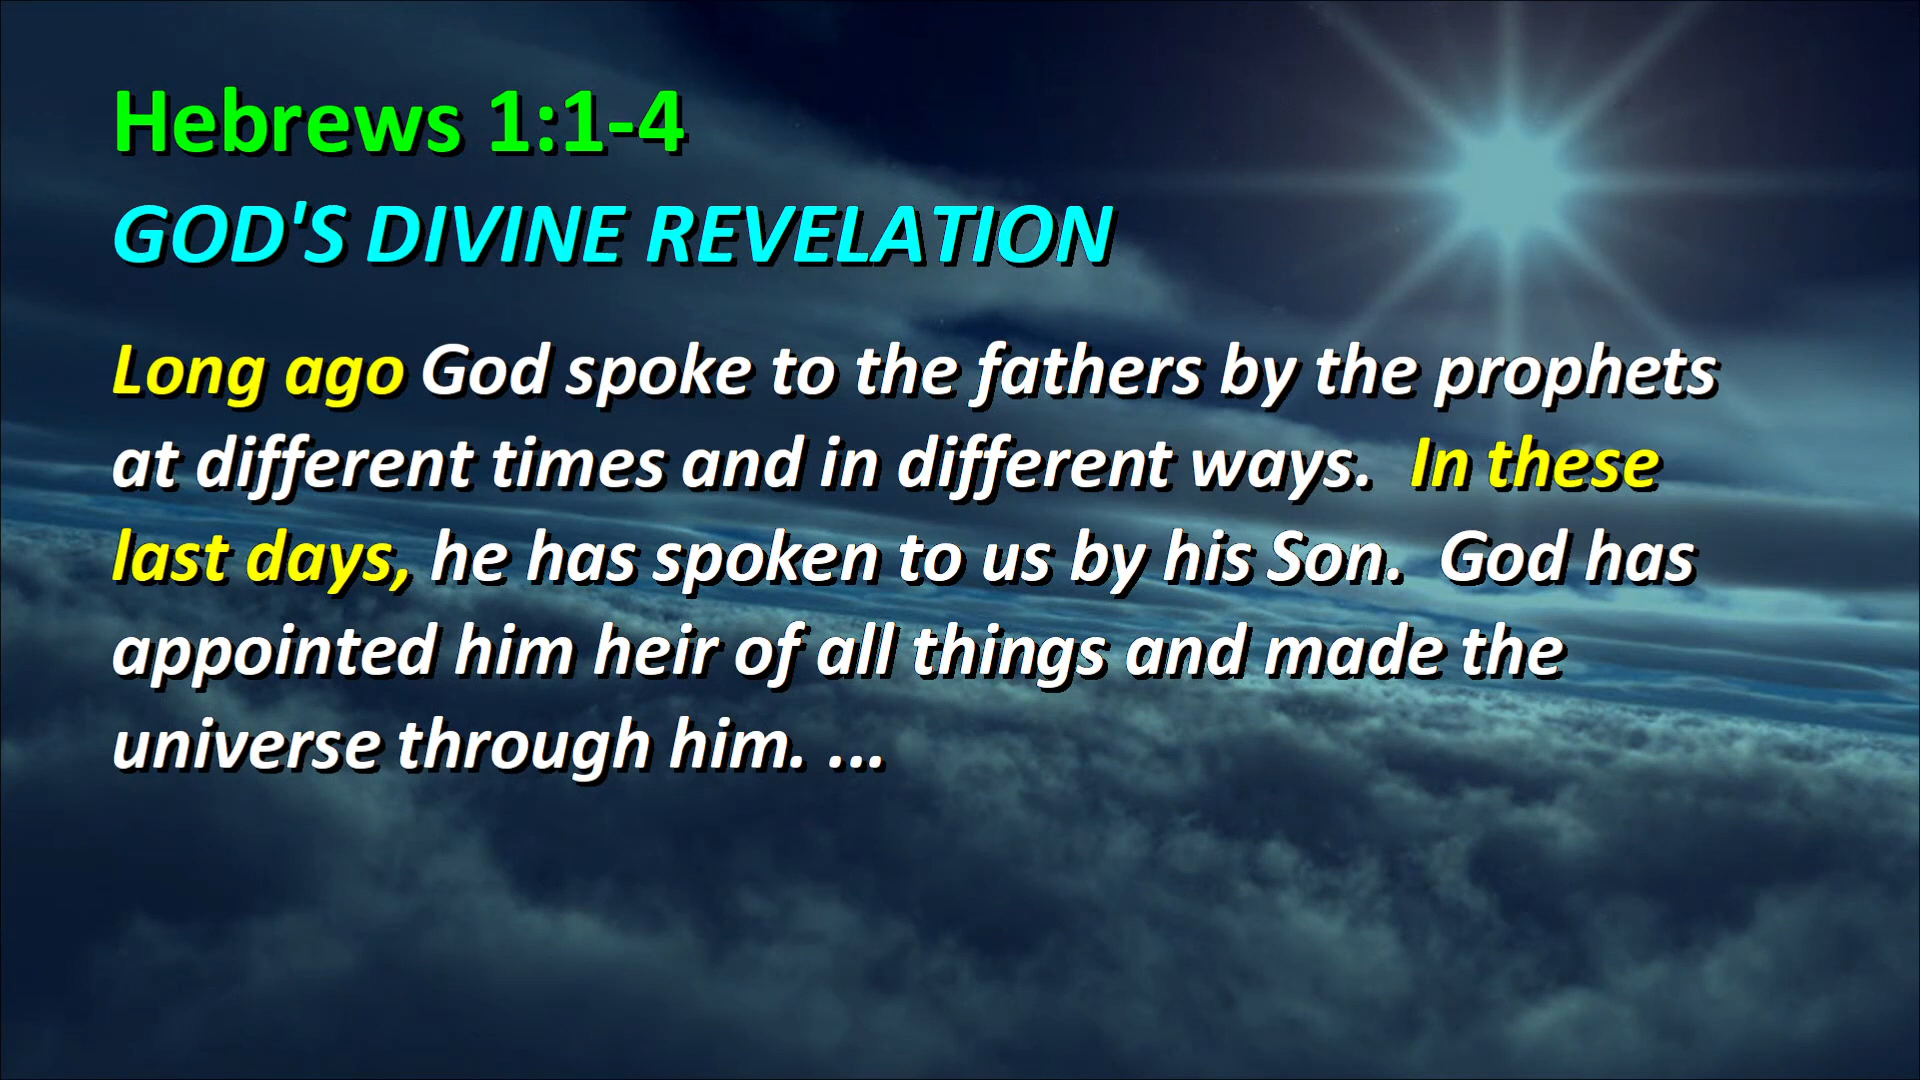 Hebrews 1:1-4
GOD'S DIVINE REVELATION
Long ago God spoke to the fathers by the prophets
at different times and in different ways.  In these
last days, he has spoken to us by his Son.  God has
appointed him heir of all things and made the
universe through him. ...